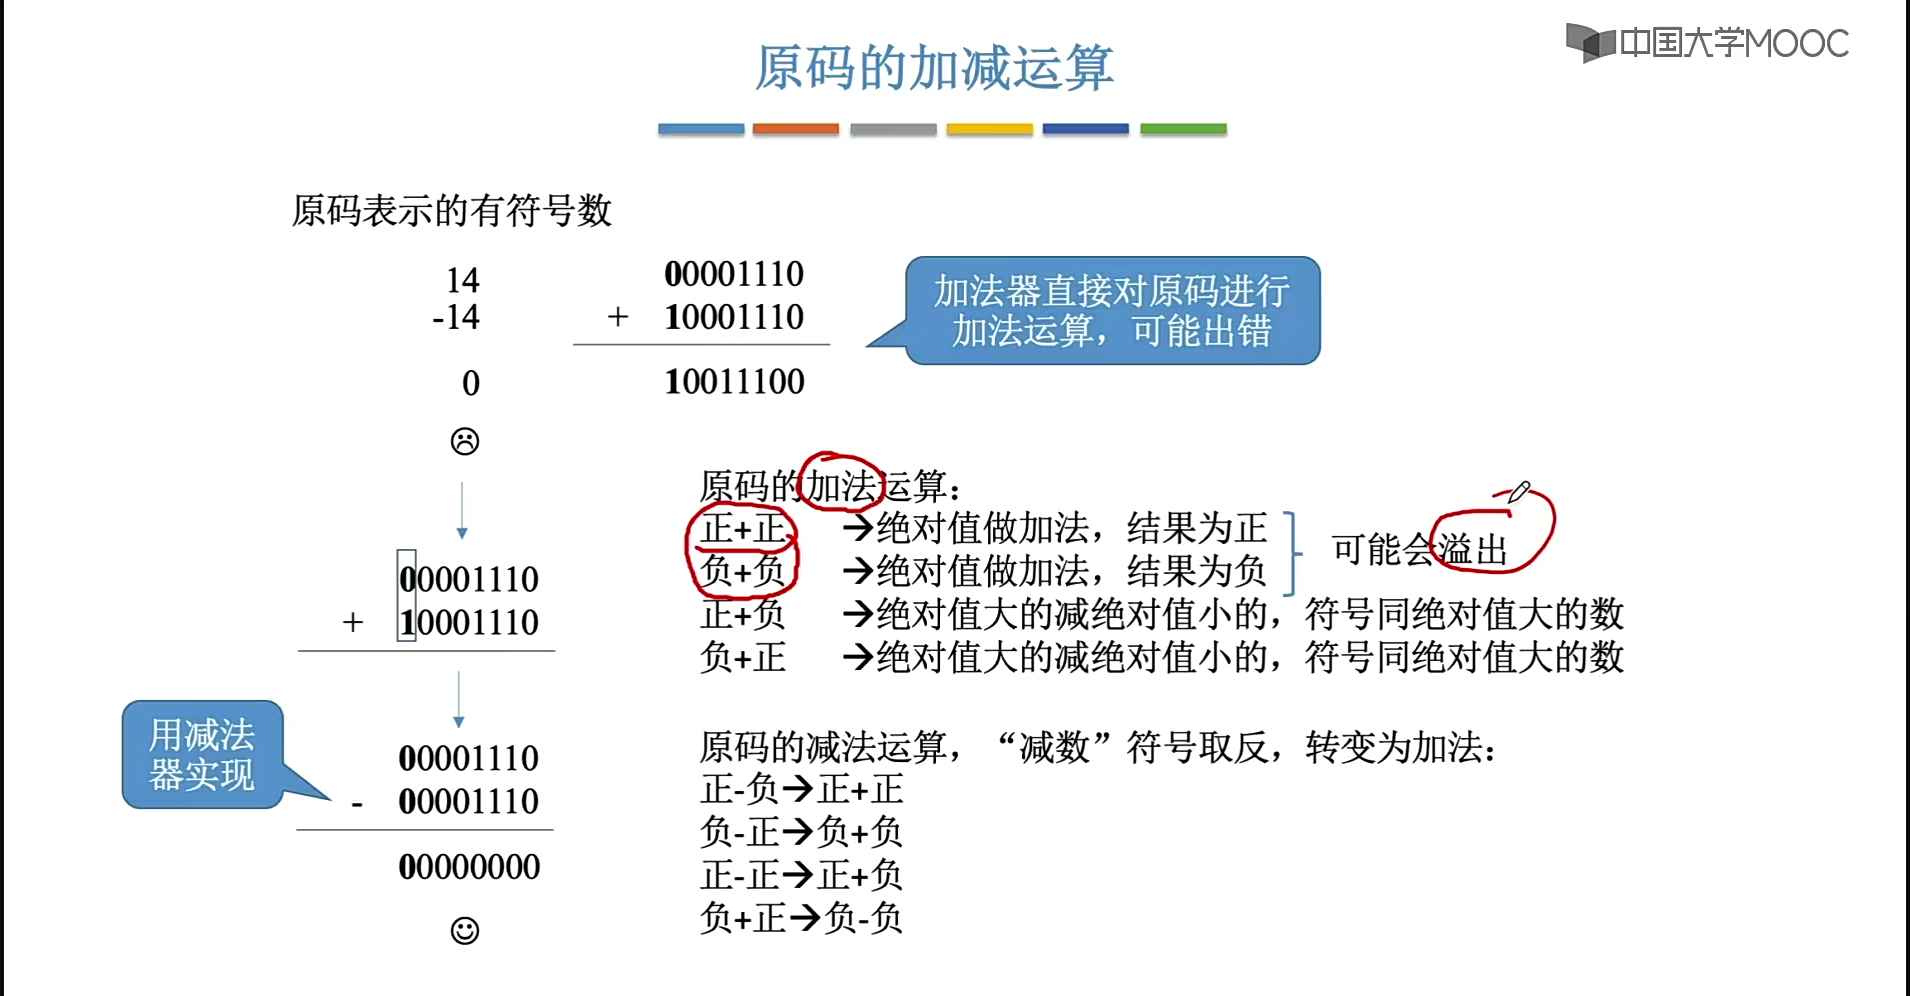 中国大学MOOC
原码的加减运算
原码表示的有符号数
14
-14
0
00001110
+ 10001110
10011100
加法器直接对原码进行
加法运算，可能出错
00001110
+ 10001110
用减法
器实现
00001110
- 00001110
00000000
原码的加法运算：
正+正 →绝对值做加法，结果为正
负+负 →绝对值做加法，结果为负
可能会溢出
正+负 →绝对值大的减绝对值小的，符号同绝对值大的数
负+正 →绝对值大的减绝对值小的，符号同绝对值大的数
原码的减法运算，“减数”符号取反，转变为加法：
正-负→正+正
负-正→负+负
正-正→正+负
负+正→负-负